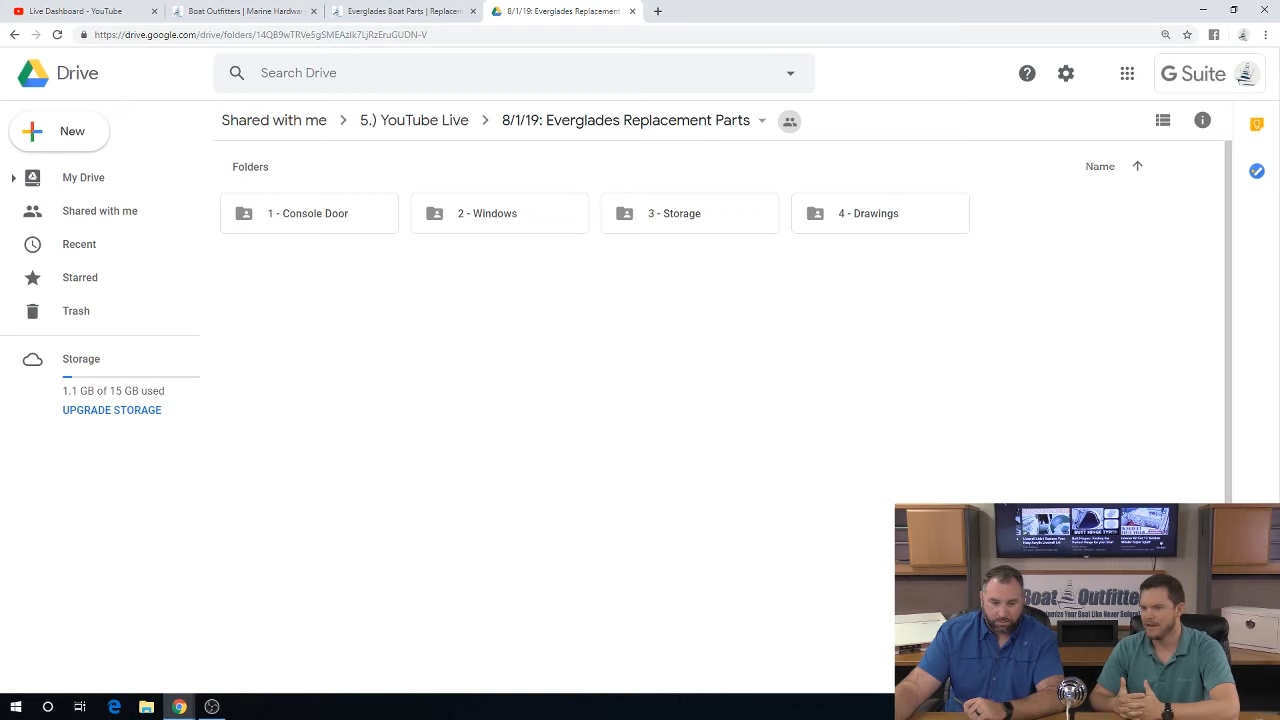 Live Dashboard - YouTube
Boat Outfitters | Marine Hardwar
Everglades Boat Parts | Replacem
8/1/19: Everglades Replacement
https://drive.google.com/drive/folders/14QB9wTRVe5gSMEAzIk7LjRzEruGUDN-V
Drive
Search Drive
G Suite
New
Shared with me > 5.) YouTube Live > 8/1/19: Everglades Replacement Parts
Folders
Name
1 - Console Door
2 - Windows
3 - Storage
4 - Drawings
My Drive
Shared with me
Recent
Starred
Trash
Storage
1.1 GB of 15 GB used
UPGRADE STORAGE
Boat Outfitte